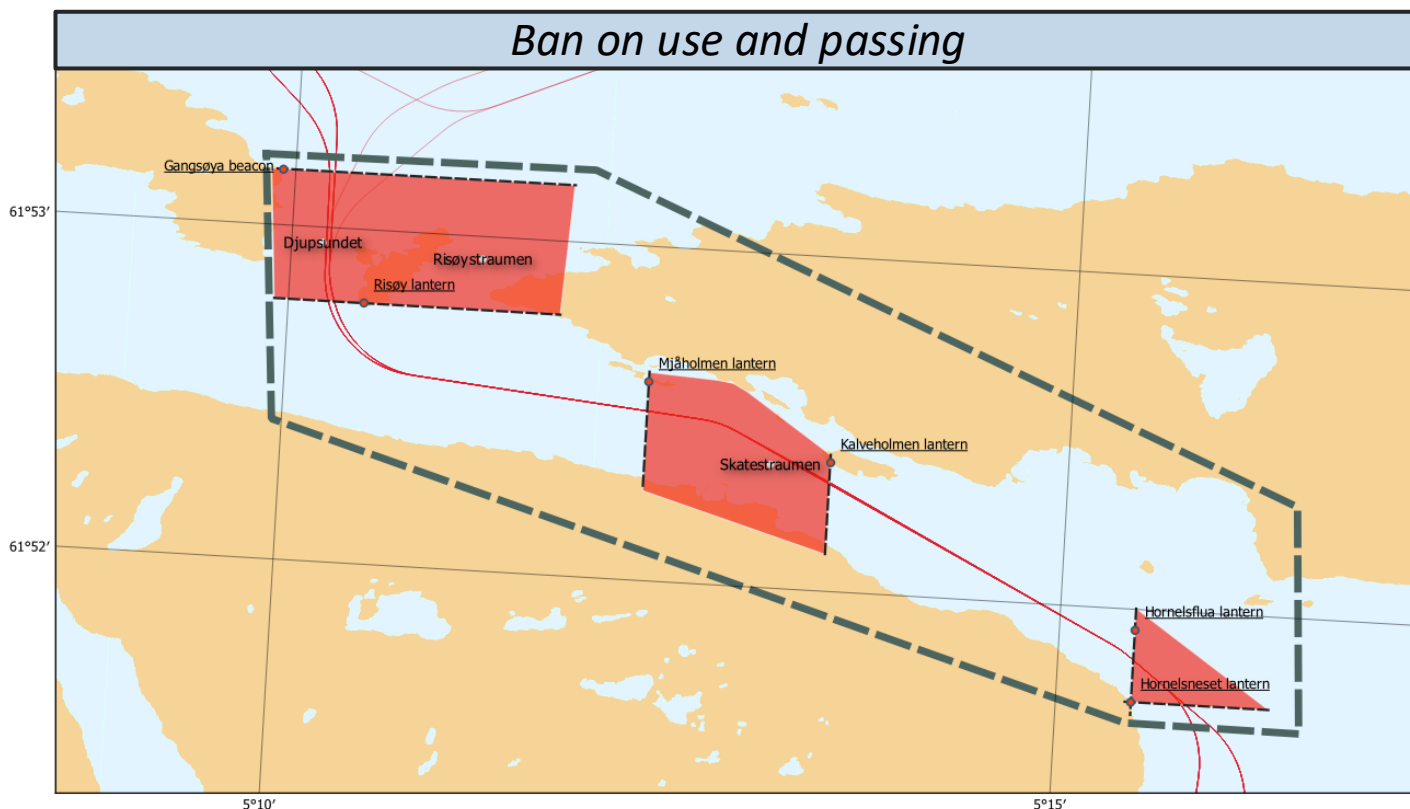 Ban on use and passing
Gangsøya beacon
61°53′
Djupsundet
Risøystraumen
Risøy lantern
Mjåholmen lantern
Kalveholmen lantern
Skatestraumen
61°52′
Hornelsflua lantern
Hornelsneset lantern
5°10′
5°15′